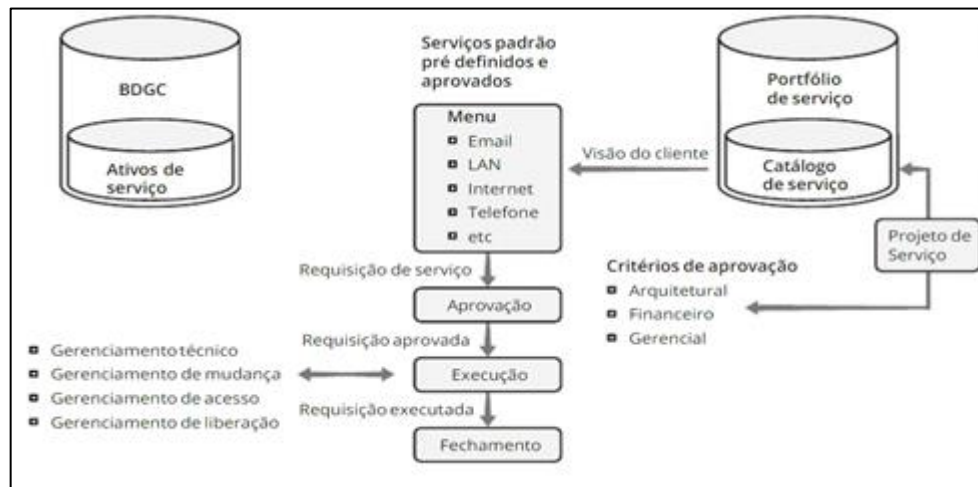 BDGC
Ativos de
serviço
Serviços padrão
pré definidos e
aprovados
Menu
Email
LAN
Internet
Telefone
etc
Visão do cliente
Portfólio
de serviço
Catálogo
de serviço
Projeto de
Serviço
Critérios de aprovação
Arquitetural
Financeiro
Gerencial
Requisição de serviço
Aprovação
Requisição aprovada
Gerenciamento técnico
Gerenciamento de mudança
Gerenciamento de acesso
Gerenciamento de liberação
Execução
Requisição executada
Fechamento